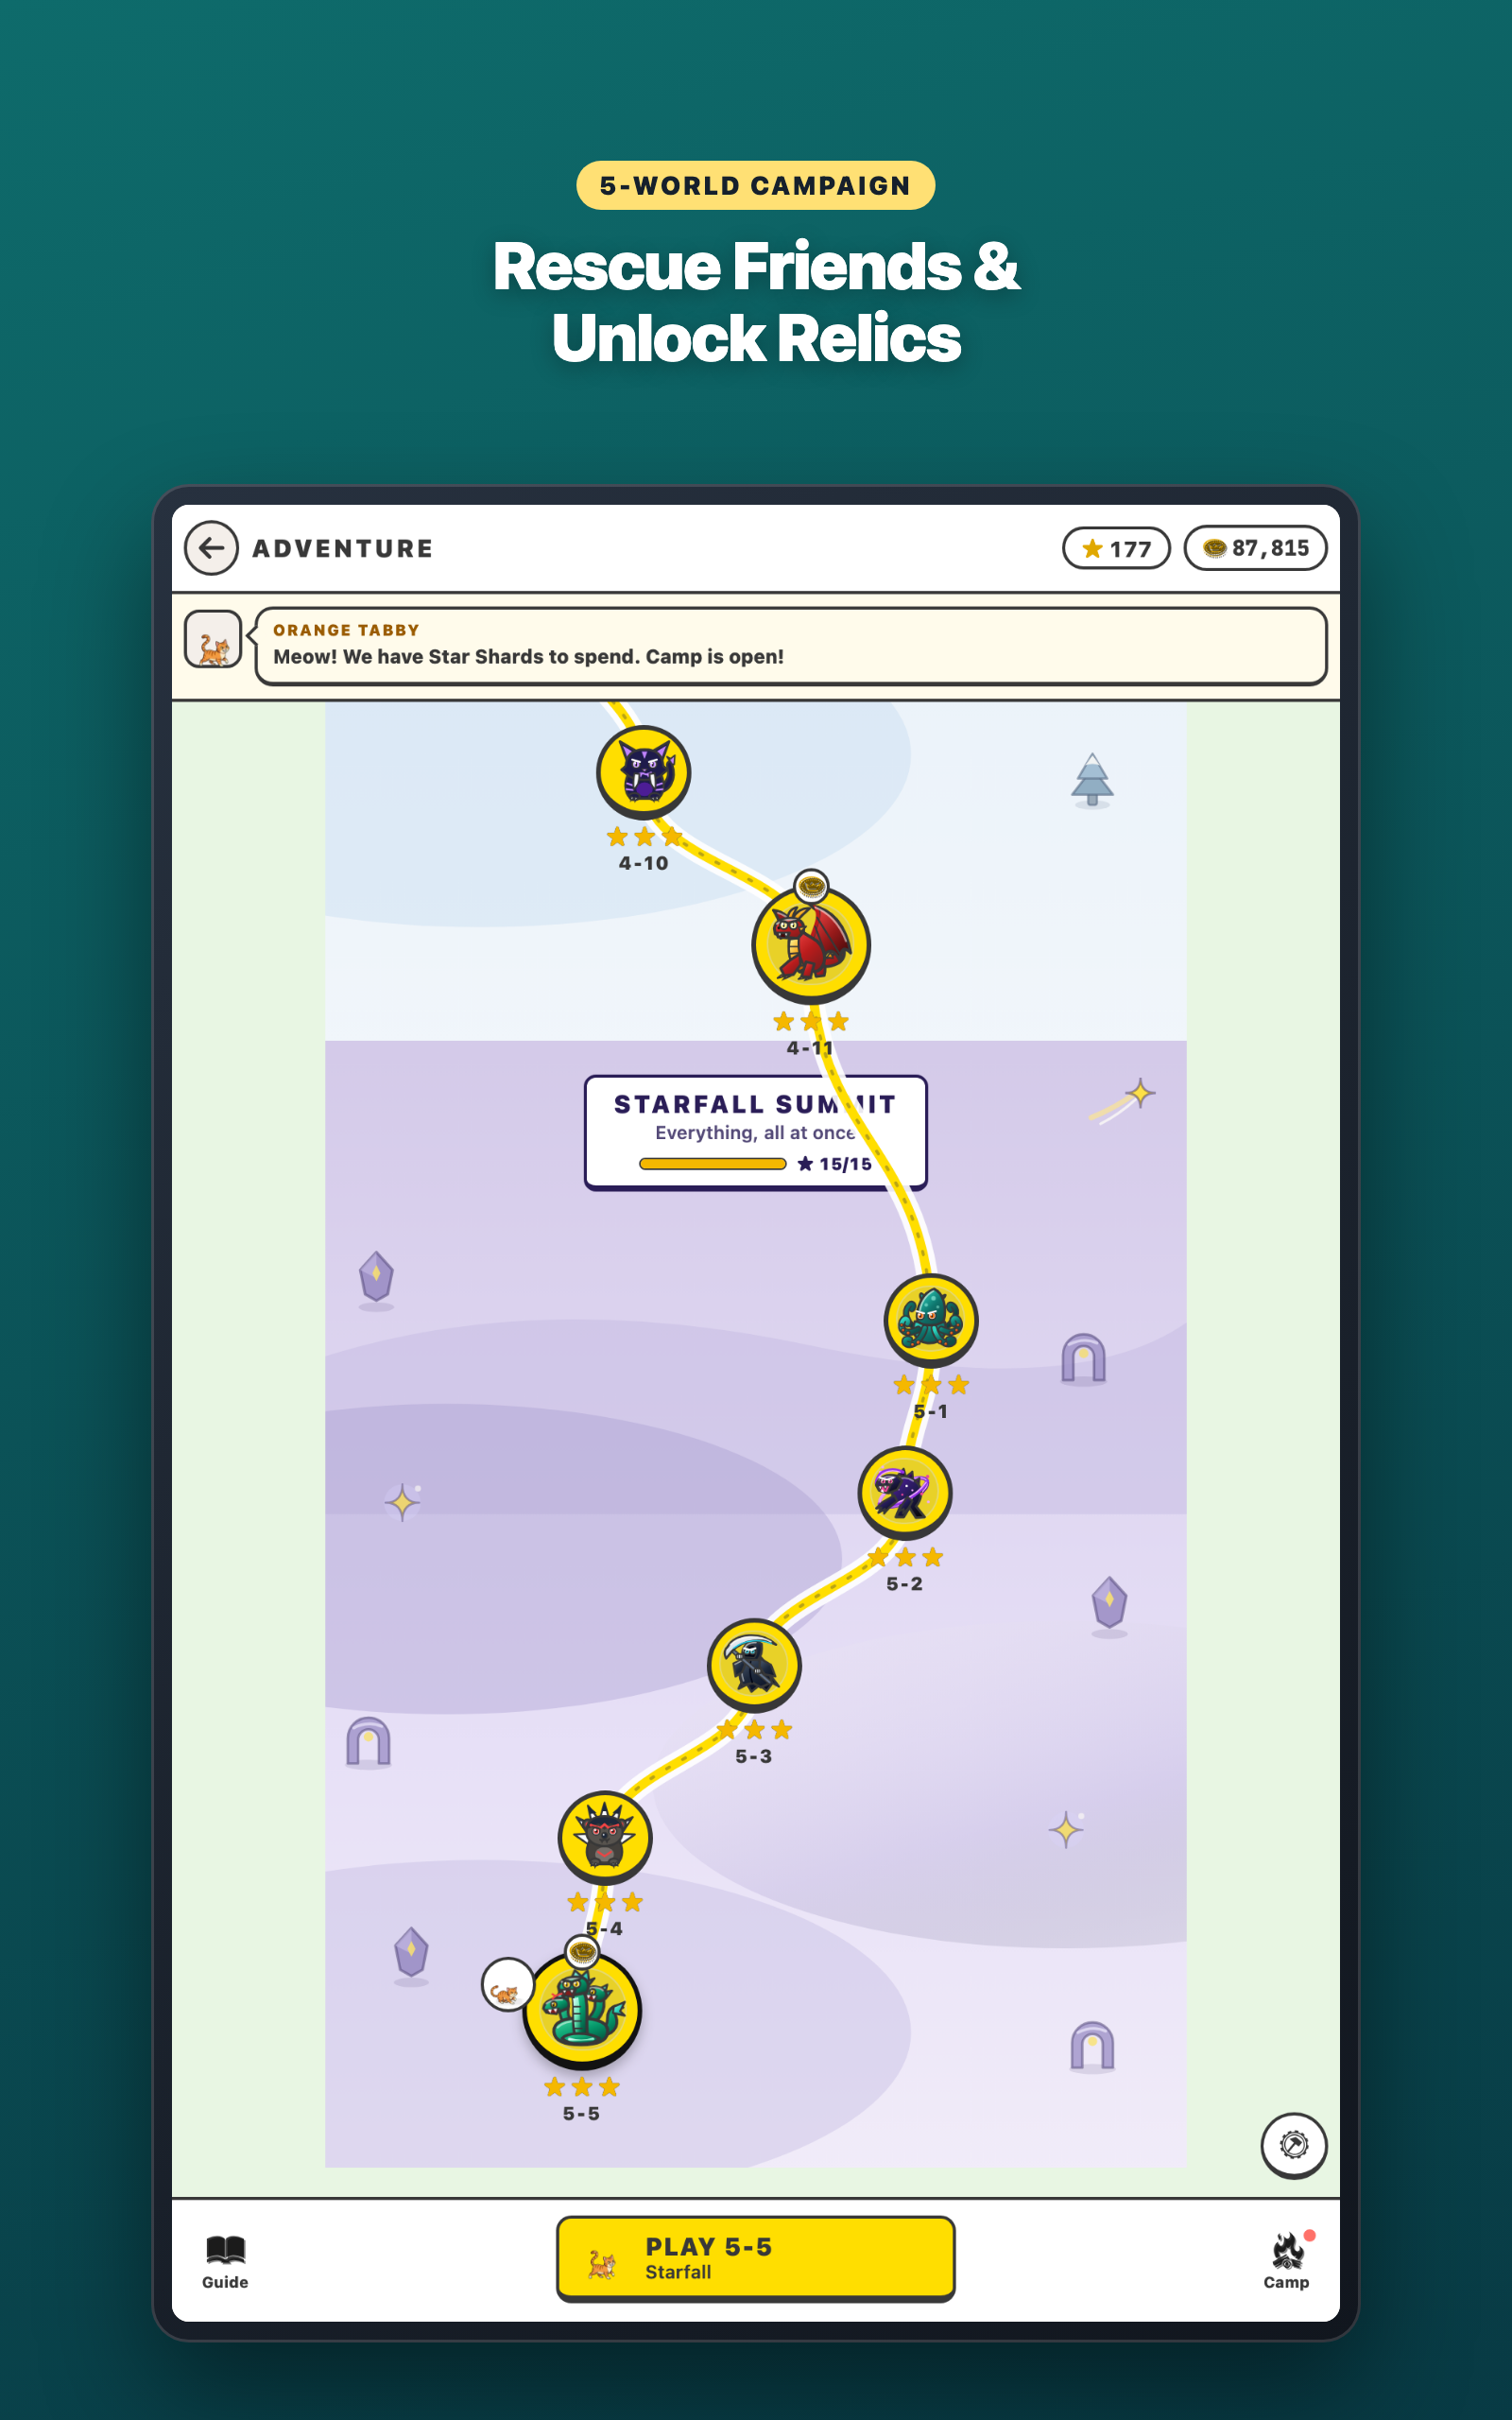 5-WORLD CAMPAIGN
Rescue Friends &
Unlock Relics
ADVENTURE
177
87,815
ORANGE TABBY
Meow! We have Star Shards to spend. Camp is open!
4-10
4-11
STARFALL SUMMIT
Everything, all at once
15/15
5-1
5-2
5-3
5-4
5-5
Guide
PLAY 5-5
Starfall
Camp